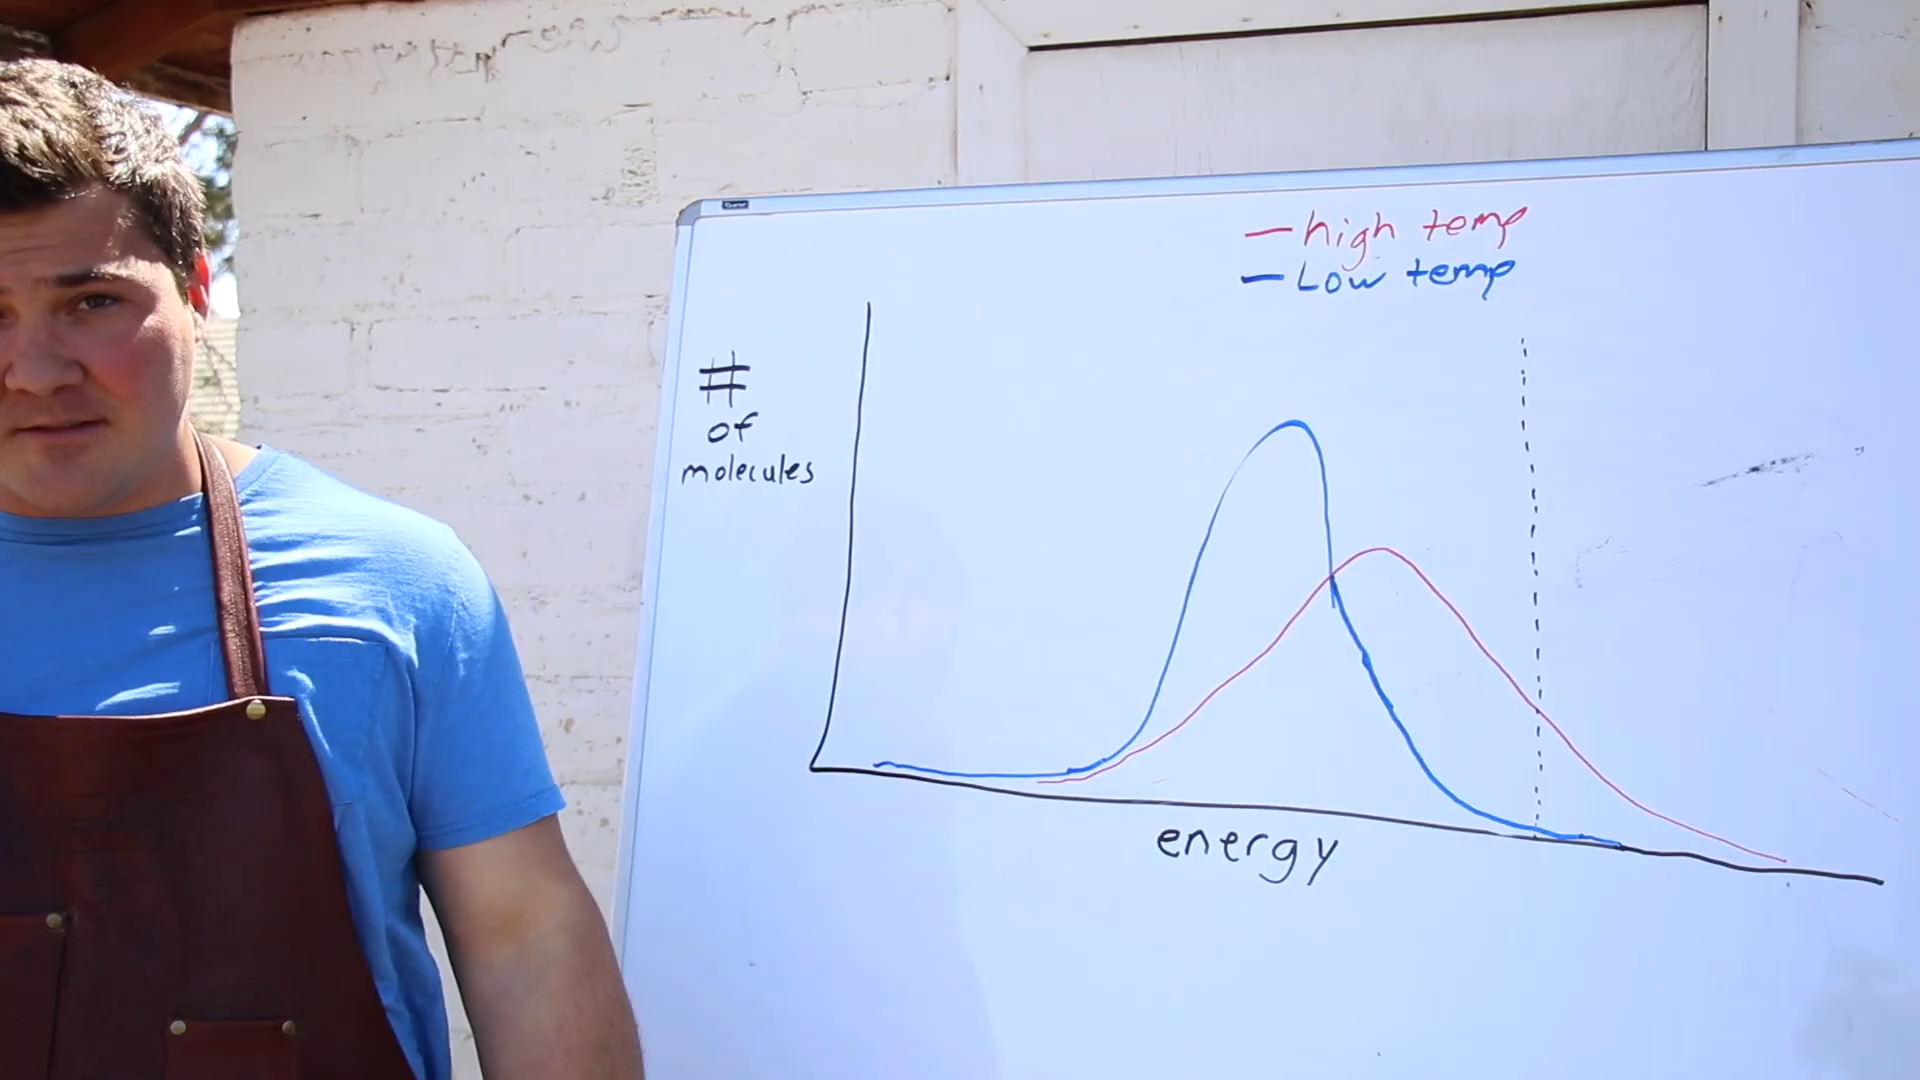 high temp
Low temp
#
of
molecules
energy